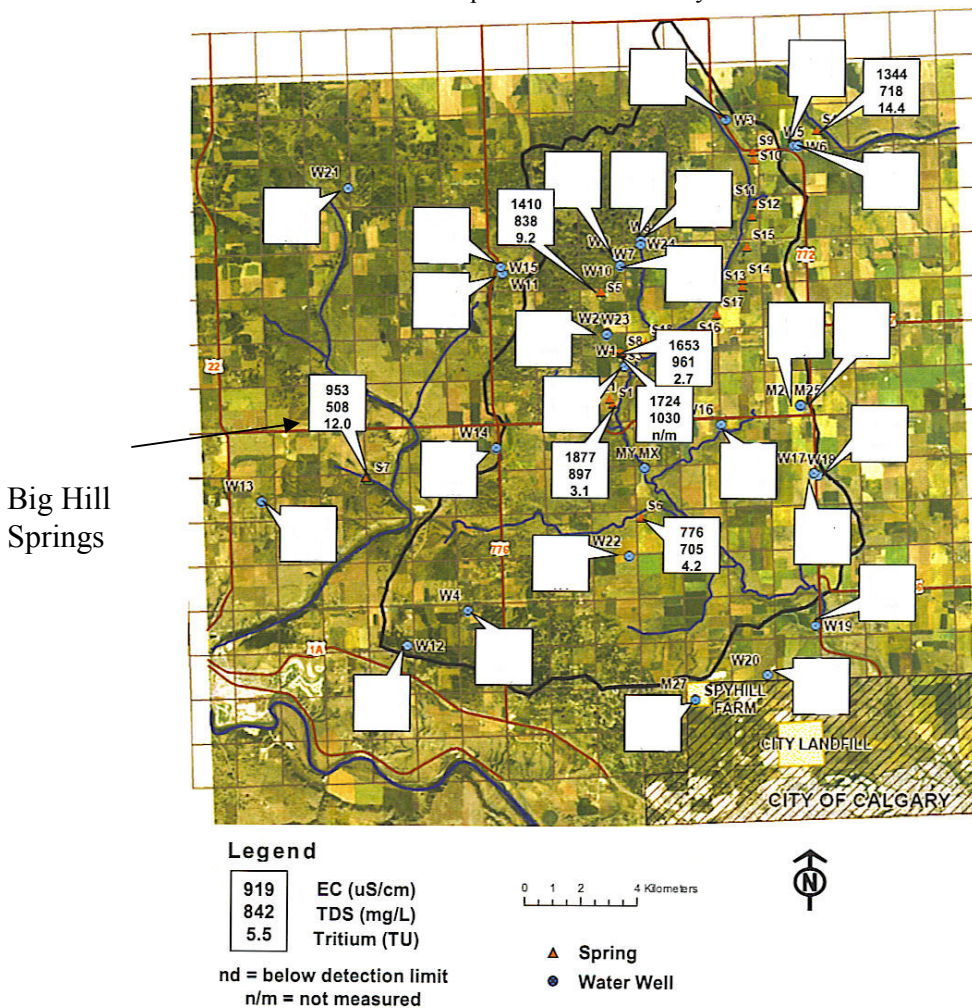 W3
1344
718
14.4
W5
W6
S9
S10
W21
S11
S12
1410
838
9.2
W24
S15
W7
772
W15
W10
W11
S5
S13
S14
S17
W23
S16
22
S8
W1
1653
961
2.7
953
508
12.0
S1
1724
1030
n/m
M25
W14
W16
1877
897
3.1
MY MX
W17
W18
S7
Big Hill
Springs
W13
776
W22
776
705
4.2
W4
W19
1A
W12
W20
M27
SPYHILL
FARM
CITY LANDFILL
CITY OF CALGARY
Legend
919 EC (uS/cm)
842 TDS (mg/L)
5.5 Tritium (TU)
nd = below detection limit
n/m = not measured
0 1 2 4 Kilometers
N
Spring
Water Well